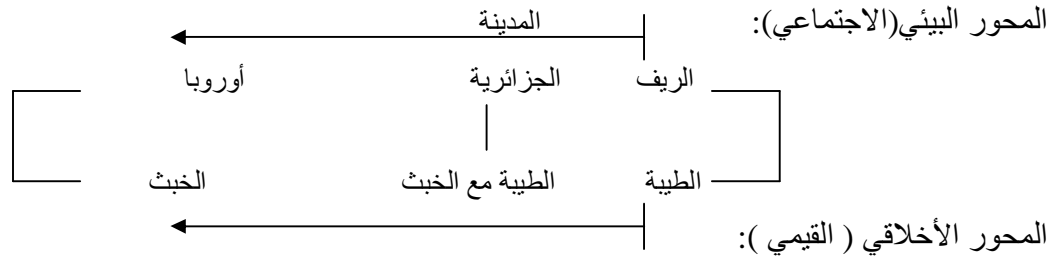 المحور البيئي(الاجتماعي):
المدينة
الريف الجزائرية أوروبا
الطيبة الطيبة مع الخبث الخبث
المحور الأخلاقي ( القيمي ):